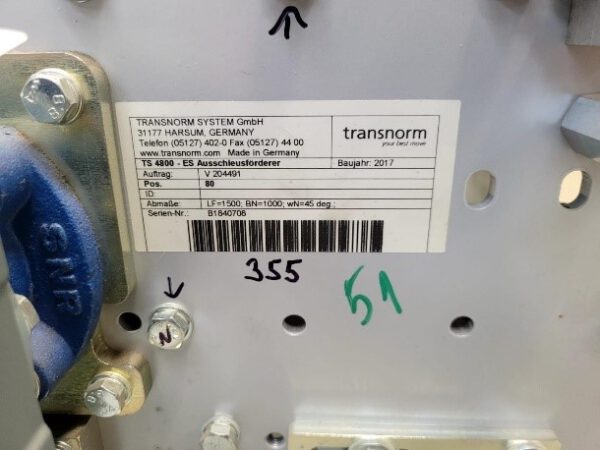 8.8
TRANSNORM SYSTEM GmbH
31177 HARSUM, GERMANY
Telefon (05127) 402-0 Fax (05127) 44 00
www.transnorm.com Made in Germany
transnorm
your best move
TS 4800 - ES Ausschleusförderer
Baujahr: 2017
Auftrag: V 204491
Pos. 80
ID:
Abmaße: LF=1500; BN=1000; wN=45 deg.;
Serien-Nr.: B1840706
SNR
355
51
N